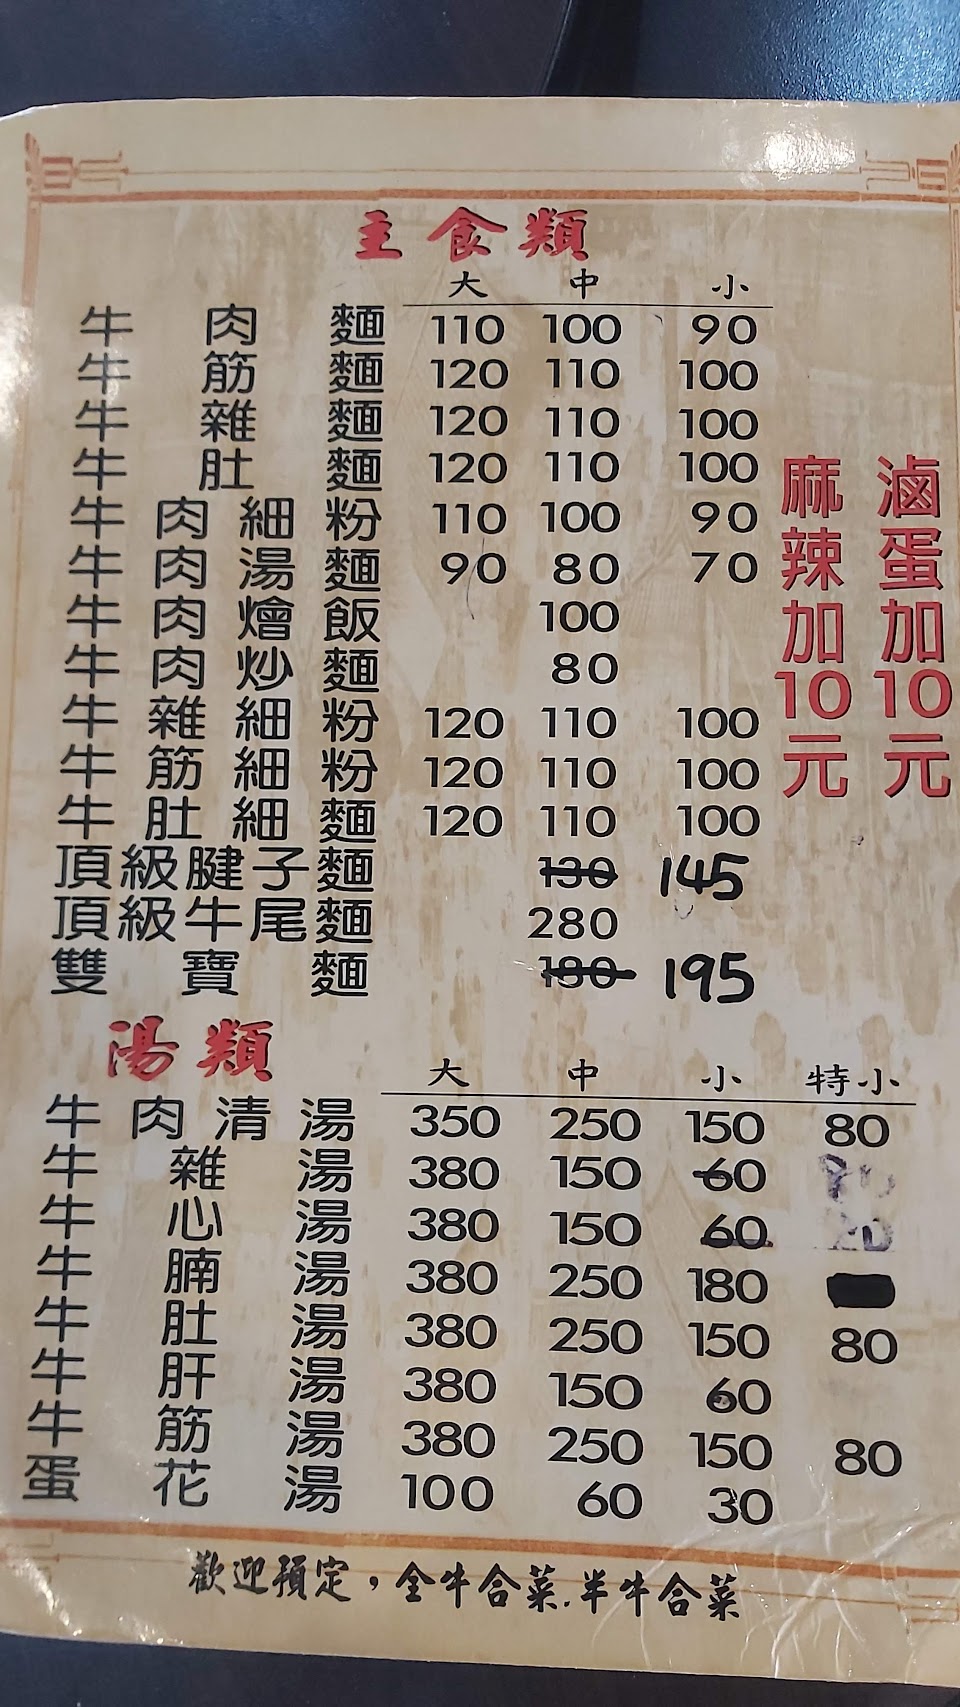 主食類
大 中 小
牛肉麵 110 100 90
牛筋麵 120 110 100
牛雜麵 120 110 100
牛肚麵 120 110 100
牛肉細粉 110 100 90
牛肉湯麵 90 80 70
牛肉燴飯 100
牛肉炒麵 80
牛雜細粉 120 110 100
牛筋細粉 120 110 100
牛肚細麵 120 110 100
頂級腱子麵 130 145
頂級牛尾麵 280
雙寶麵 195
滷蛋加10元
麻辣加10元
湯類
大 中 小 特小
牛肉清湯 350 250 150 80
牛雜湯 380 150 60
牛心湯 380 150 60
牛腩湯 380 250 180
牛肚湯 380 250 150 80
牛肝湯 380 150 60
牛筋湯 380 250 150 80
蛋花湯 100 60 30
歡迎預定，全牛合菜.半牛合菜